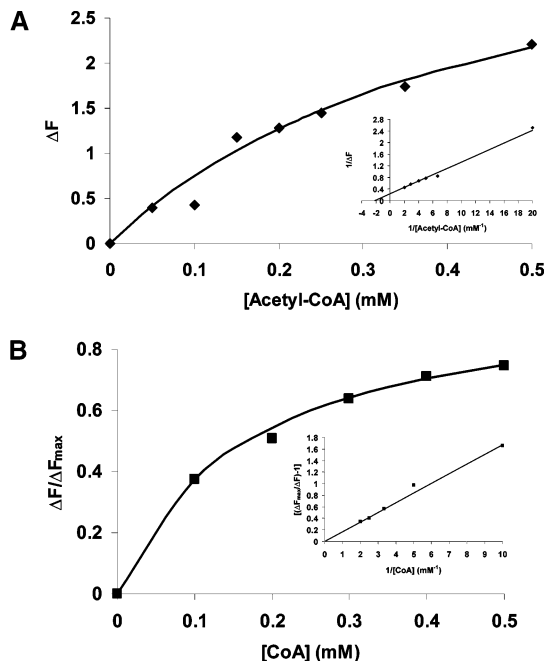 A
2.5
2
1.5
1
0.5
0
ΔF
0 0.1 0.2 0.3 0.4 0.5
[Acetyl-CoA] (mM)
2.8
2.4
2.0
1.6
1.2
0.8
0.4
0
1/ΔF
-4 -2 0 2 4 6 8 10 12 14 16 18 20
1/[Acetyl-CoA] (mM⁻¹)
B
0.8
0.6
0.4
0.2
0
ΔF/ΔFmax
0 0.1 0.2 0.3 0.4 0.5
[CoA] (mM)
1.8
1.6
1.4
1.2
1
0.8
0.6
0.4
0.2
0
[(ΔFmax/ΔF)-1]
0 1 2 3 4 5 6 7 8 9 10
1/[CoA] (mM⁻¹)